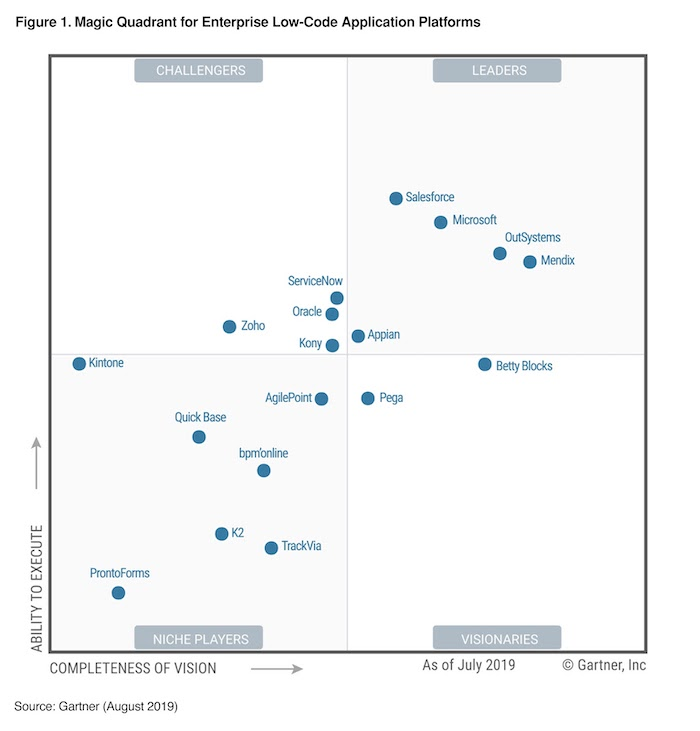 Figure 1. Magic Quadrant for Enterprise Low-Code Application Platforms
CHALLENGERS
LEADERS
Salesforce
Microsoft
OutSystems
Mendix
ServiceNow
Oracle
Zoho
Appian
Kony
Kintone
Betty Blocks
AgilePoint
Pega
Quick Base
bpm'online
K2
TrackVia
ProntoForms
NICHE PLAYERS
VISIONARIES
ABILITY TO EXECUTE
COMPLETENESS OF VISION
As of July 2019
© Gartner, Inc
Source: Gartner (August 2019)